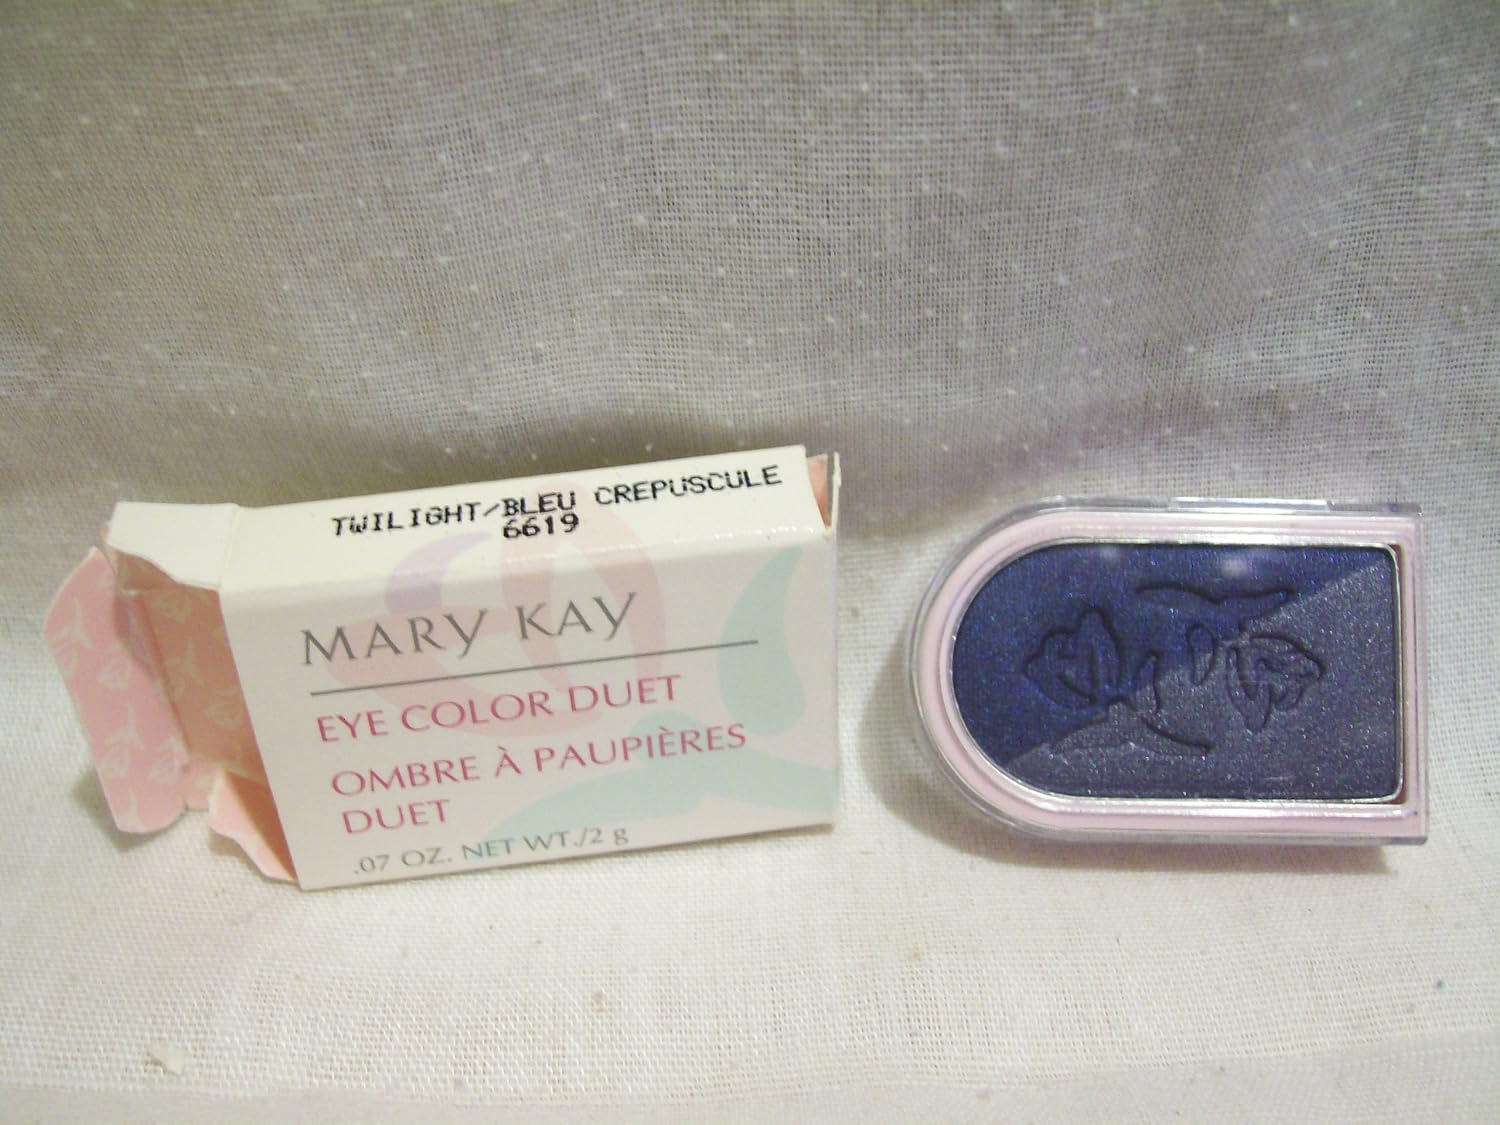 TWILIGHT/BLEU CREPUSCULE
6619
MARY KAY
EYE COLOR DUET
OMBRE À PAUPIÈRES
DUET
.07 OZ. NET WT./2 g